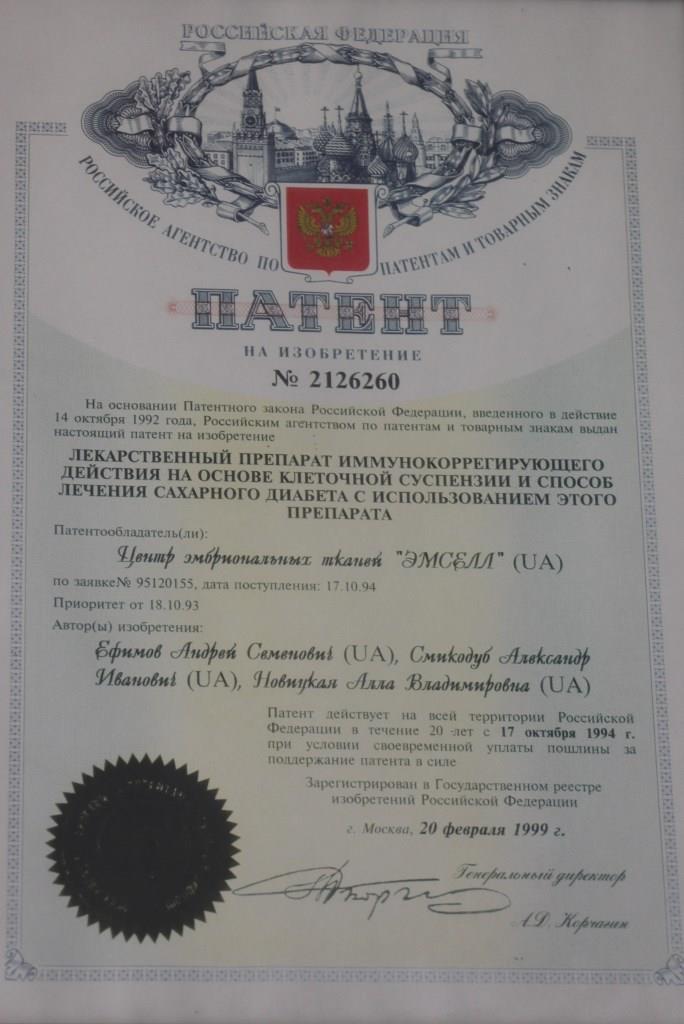 РОССИЙСКАЯ ФЕДЕРАЦИЯ
РОССИЙСКОЕ АГЕНТСТВО ПО ПАТЕНТАМ И ТОВАРНЫМ ЗНАКАМ
ПАТЕНТ
НА ИЗОБРЕТЕНИЕ
№ 2126260
На основании Патентного закона Российской Федерации, введенного в действие
14 октября 1992 года, Российским агентством по патентам и товарным знакам выдан
настоящий патент на изобретение
ЛЕКАРСТВЕННЫЙ ПРЕПАРАТ ИММУНОКОРРЕГИРУЮЩЕГО
ДЕЙСТВИЯ НА ОСНОВЕ КЛЕТОЧНОЙ СУСПЕНЗИИ И СПОСОБ
ЛЕЧЕНИЯ САХАРНОГО ДИАБЕТА С ИСПОЛЬЗОВАНИЕМ ЭТОГО
ПРЕПАРАТА
Патентообладатель(ли):
Центр эмбриональных тканей "ЭМСЕЛЛ" (UA)
по заявке№ 95120155, дата поступления: 17.10.94
Приоритет от 18.10.93
Автор(ы) изобретения:
Ефимов Андрей Семенович (UA), Смикодуб Александр
Иванович (UA), Новицкая Алла Владимировна (UA)
Патент действует на всей территории Российской
Федерации в течение 20 лет с 17 октября 1994 г.
при условии своевременной уплаты пошлины за
поддержание патента в силе
Зарегистрирован в Государственном реестре
изобретений Российской Федерации
г. Москва, 20 февраля 1999 г.
Генеральный директор
А.Д. Корчагин